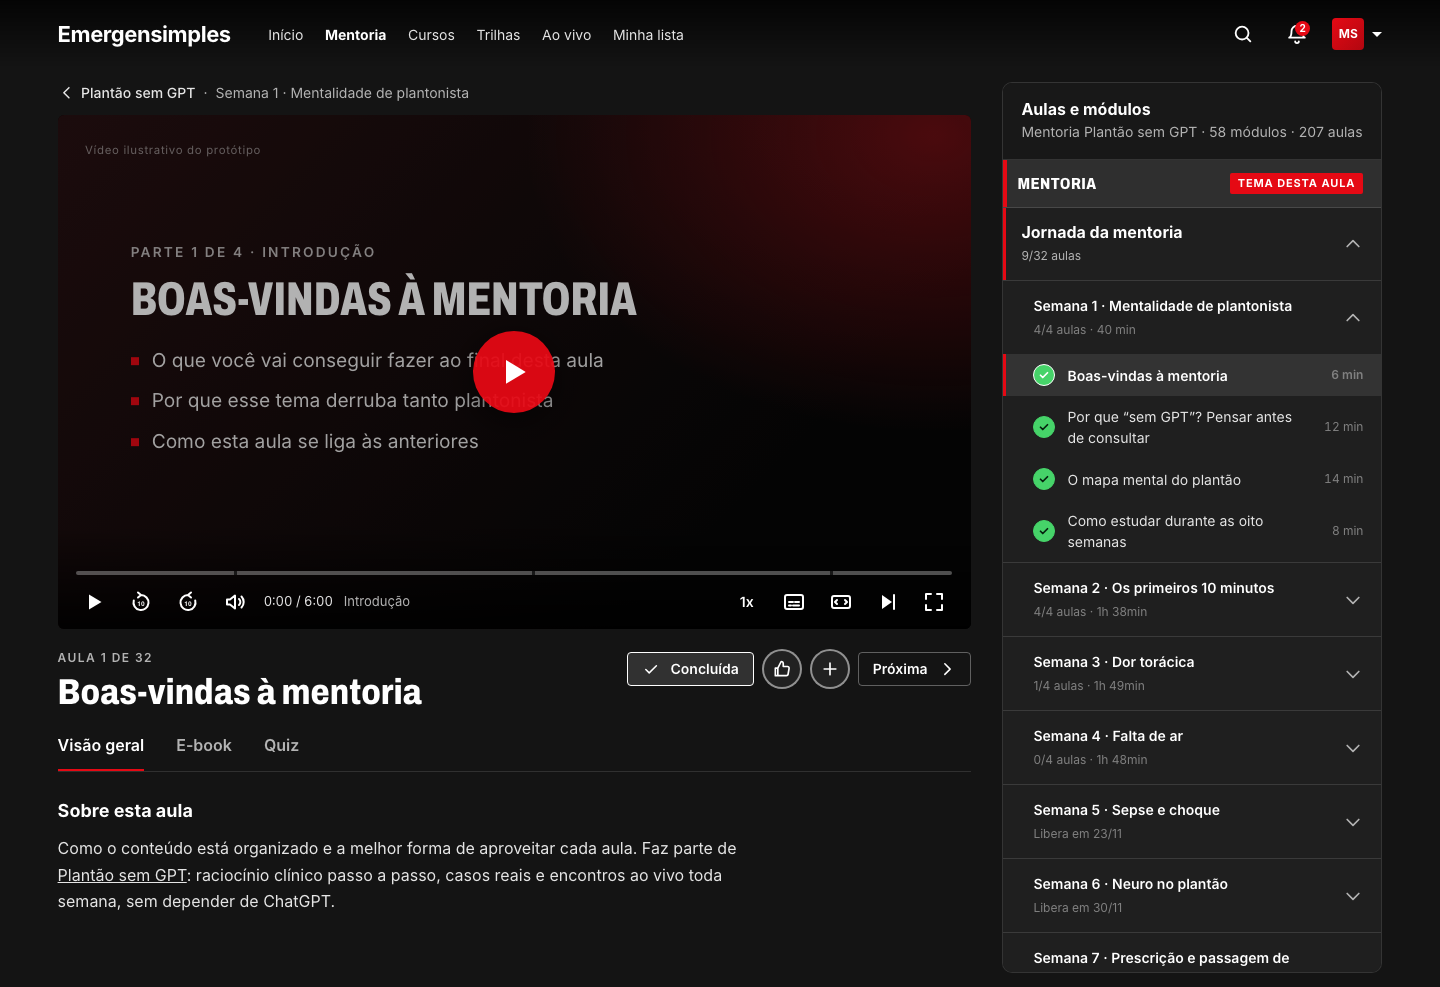 Emergensimples
Início
Mentoria
Cursos
Trilhas
Ao vivo
Minha lista
2
MS
Plantão sem GPT · Semana 1 · Mentalidade de plantonista
Vídeo ilustrativo do protótipo
PARTE 1 DE 4 · INTRODUÇÃO
BOAS-VINDAS À MENTORIA
O que você vai conseguir fazer ao final desta aula
Por que esse tema derruba tanto plantonista
Como esta aula se liga às anteriores
10
10
0:00 / 6:00 Introdução
1x
AULA 1 DE 32
Boas-vindas à mentoria
Concluída
Próxima
Visão geral
E-book
Quiz
Sobre esta aula
Como o conteúdo está organizado e a melhor forma de aproveitar cada aula. Faz parte de
Plantão sem GPT: raciocínio clínico passo a passo, casos reais e encontros ao vivo toda
semana, sem depender de ChatGPT.
Aulas e módulos
Mentoria Plantão sem GPT · 58 módulos · 207 aulas
MENTORIA
TEMA DESTA AULA
Jornada da mentoria
9/32 aulas
Semana 1 · Mentalidade de plantonista
4/4 aulas · 40 min
Boas-vindas à mentoria
6 min
Por que “sem GPT”? Pensar antes
de consultar
12 min
O mapa mental do plantão
14 min
Como estudar durante as oito
semanas
8 min
Semana 2 · Os primeiros 10 minutos
4/4 aulas · 1h 38min
Semana 3 · Dor torácica
1/4 aulas · 1h 49min
Semana 4 · Falta de ar
0/4 aulas · 1h 48min
Semana 5 · Sepse e choque
Libera em 23/11
Semana 6 · Neuro no plantão
Libera em 30/11
Semana 7 · Prescrição e passagem de